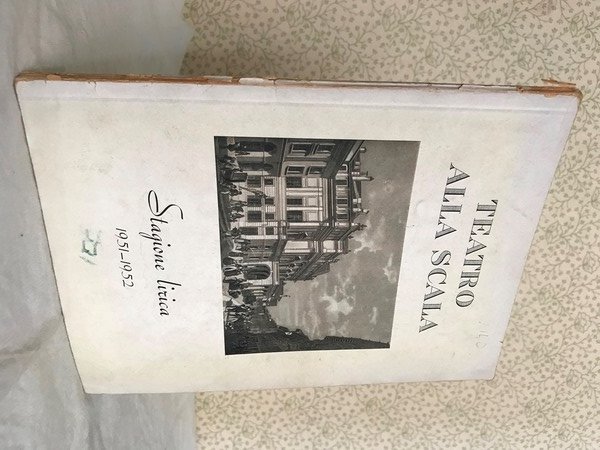 TEATRO
ALLA SCALA
Stagione lirica
1951-1952